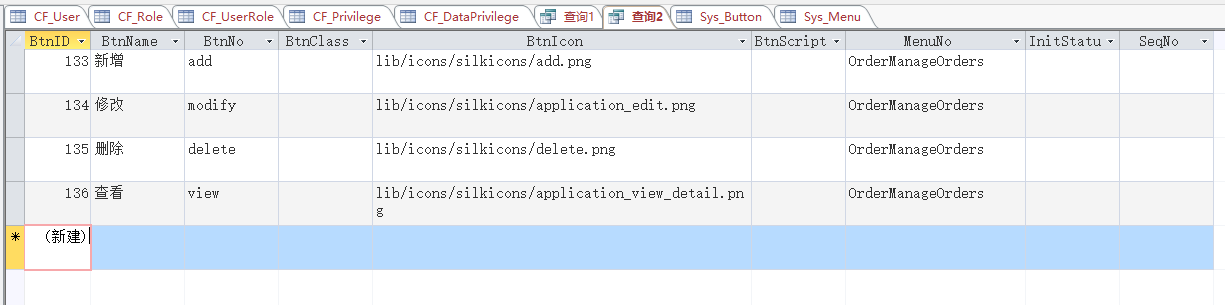 CF_User CF_Role CF_UserRole CF_Privilege CF_DataPrivilege 查询1 查询2 Sys_Button Sys_Menu
BtnID BtnName BtnNo BtnClass BtnIcon BtnScript MenuNo InitStatu SeqNo
133 新增 add lib/icons/silkicons/add.png OrderManageOrders
134 修改 modify lib/icons/silkicons/application_edit.png OrderManageOrders
135 删除 delete lib/icons/silkicons/delete.png OrderManageOrders
136 查看 view lib/icons/silkicons/application_view_detail.pn OrderManageOrders
g
* (新建)